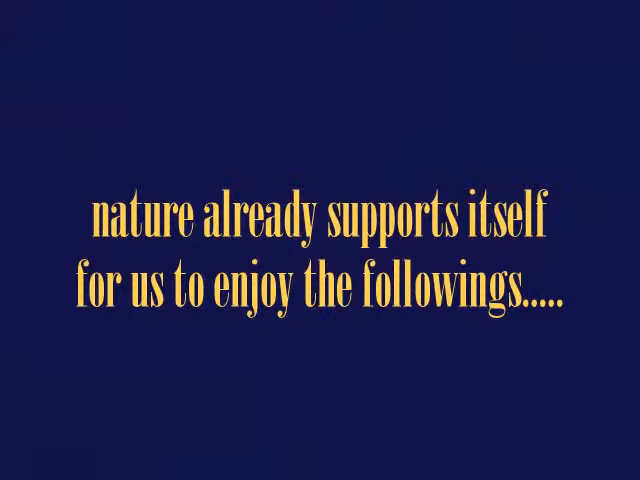 nature already supports itself
for us to enjoy the followings.....